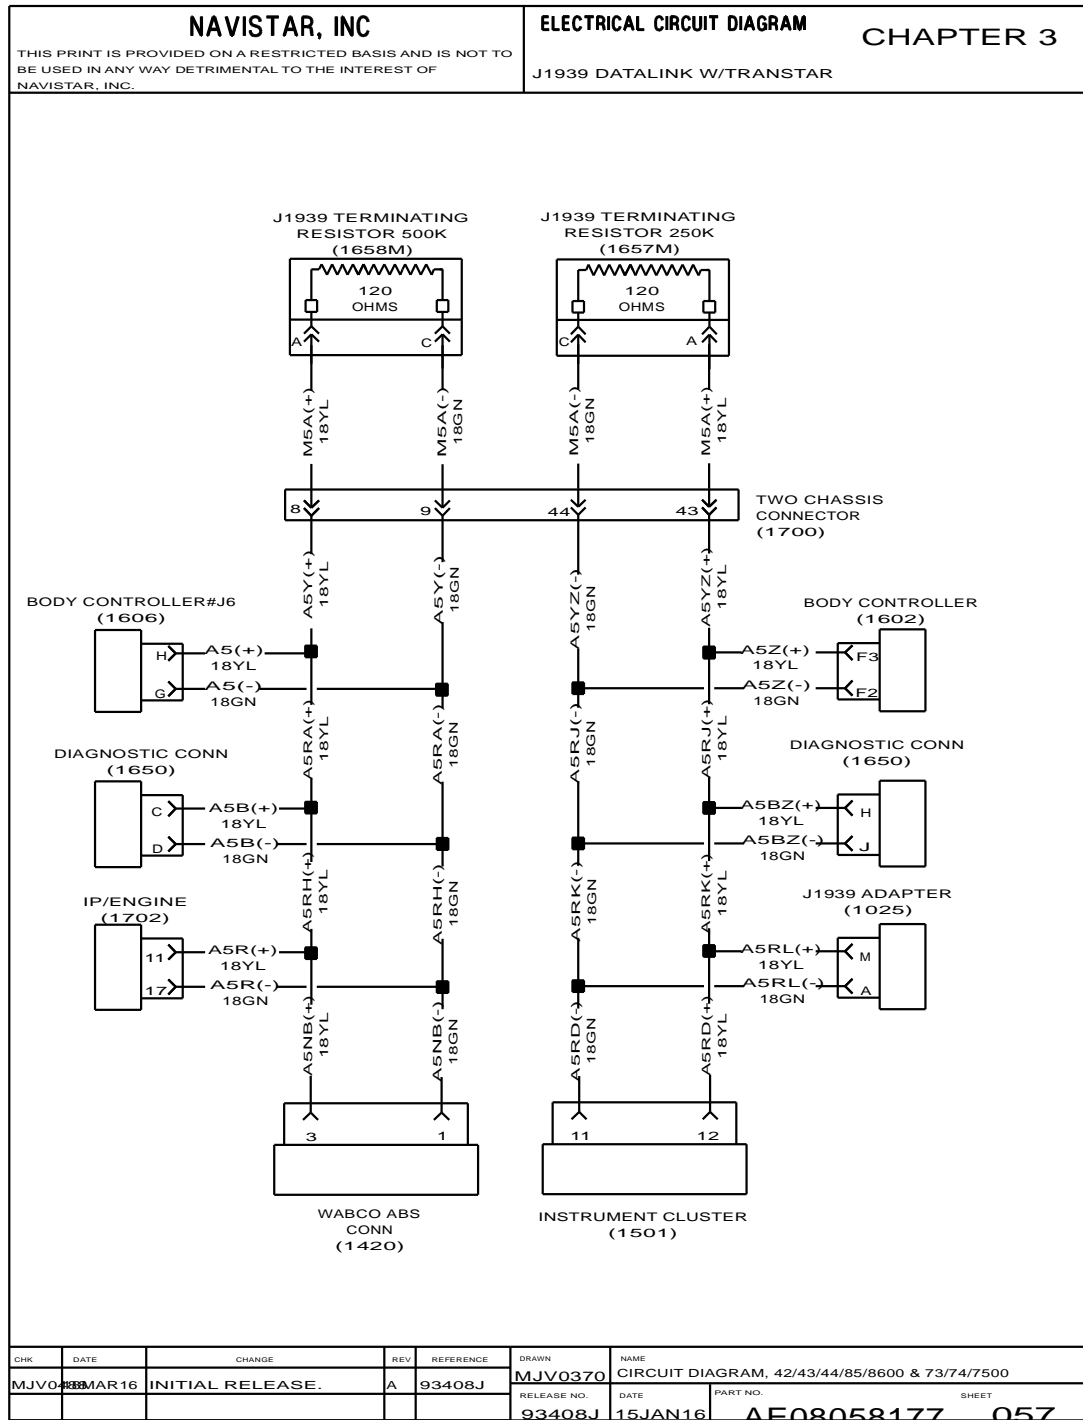 NAVISTAR, INC
THIS PRINT IS PROVIDED ON A RESTRICTED BASIS AND IS NOT TO
BE USED IN ANY WAY DETRIMENTAL TO THE INTEREST OF
NAVISTAR, INC.
ELECTRICAL CIRCUIT DIAGRAM
CHAPTER 3
J1939 DATALINK W/TRANSTAR
J1939 TERMINATING
RESISTOR 500K
(1658M)
120
OHMS
A
C
J1939 TERMINATING
RESISTOR 250K
(1657M)
120
OHMS
C
A
M5A(+)
18YL
M5A(-)
18GN
M5A(-)
18GN
M5A(+)
18YL
8
9
44
43
TWO CHASSIS
CONNECTOR
(1700)
A5Y(+)
18YL
A5Y(-)
18GN
A5YZ(-)
18GN
A5YZ(+)
18YL
BODY CONTROLLER#J6
(1606)
H
A5(+)
18YL
G
A5(-)
18GN
BODY CONTROLLER
(1602)
A5Z(+)
18YL
F3
A5Z(-)
18GN
F2
A5RA(+)
18YL
A5RA(-)
18GN
A5RJ(-)
18GN
A5RJ(+)
18YL
DIAGNOSTIC CONN
(1650)
C
A5B(+)
18YL
D
A5B(-)
18GN
DIAGNOSTIC CONN
(1650)
A5BZ(+)
18YL
H
A5BZ(-)
18GN
J
A5RH(+)
18YL
A5RH(-)
18GN
A5RK(-)
18GN
A5RK(+)
18YL
IP/ENGINE
(1702)
11
A5R(+)
18YL
17
A5R(-)
18GN
J1939 ADAPTER
(1025)
A5RL(+)
18YL
M
A5RL(-)
18GN
A
A5NB(+)
18YL
A5NB(-)
18GN
A5RD(-)
18GN
A5RD(+)
18YL
3
1
11
12
WABCO ABS
CONN
(1420)
INSTRUMENT CLUSTER
(1501)
CHK DATE CHANGE REV REFERENCE
INITIAL RELEASE. A 93408J
DRAWN
MJV0370
NAME
CIRCUIT DIAGRAM, 42/43/44/85/8600 & 73/74/7500
RELEASE NO.
93408J
DATE
15JAN16
PART NO.
AE08058177
SHEET
057